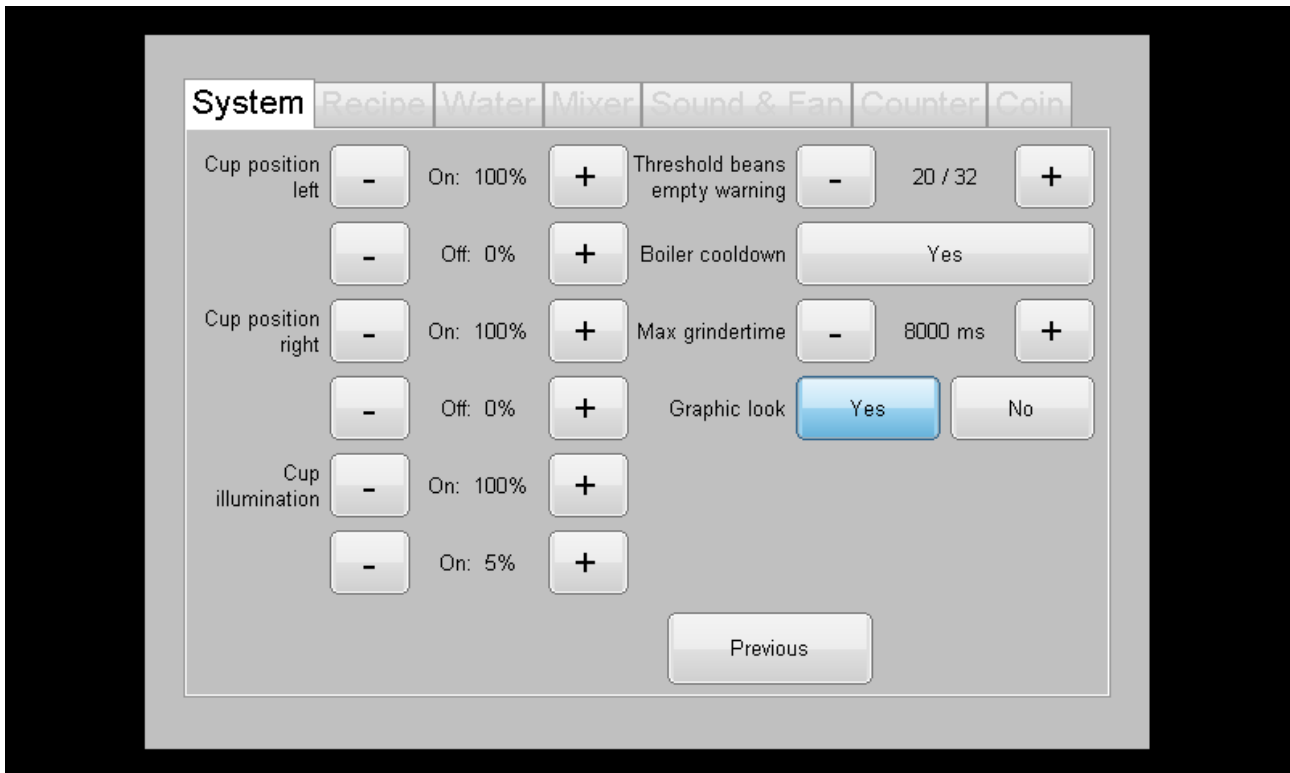 System Recipe Water Mixer Sound & Fan Counter Coin
Cup position
left
- On: 100% +
Threshold beans
empty warning
- 20 / 32 +
- Off: 0% +
Boiler cooldown Yes
Cup position
right
- On: 100% +
Max grindertime - 8000 ms +
- Off: 0% +
Graphic look Yes No
Cup
illumination
- On: 100% +
- On: 5% +
Previous